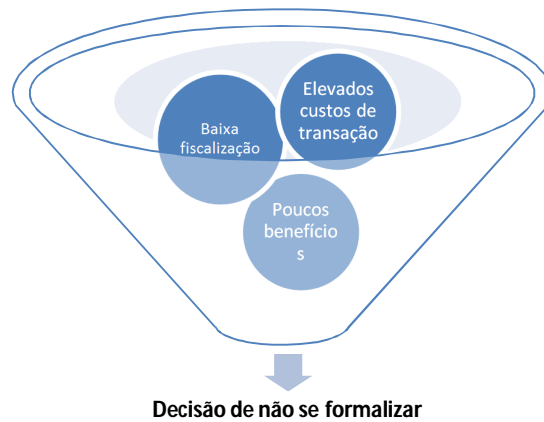 Elevados
custos de
transação
Baixa
fiscalização
Poucos
benefício
s
Decisão de não se formalizar